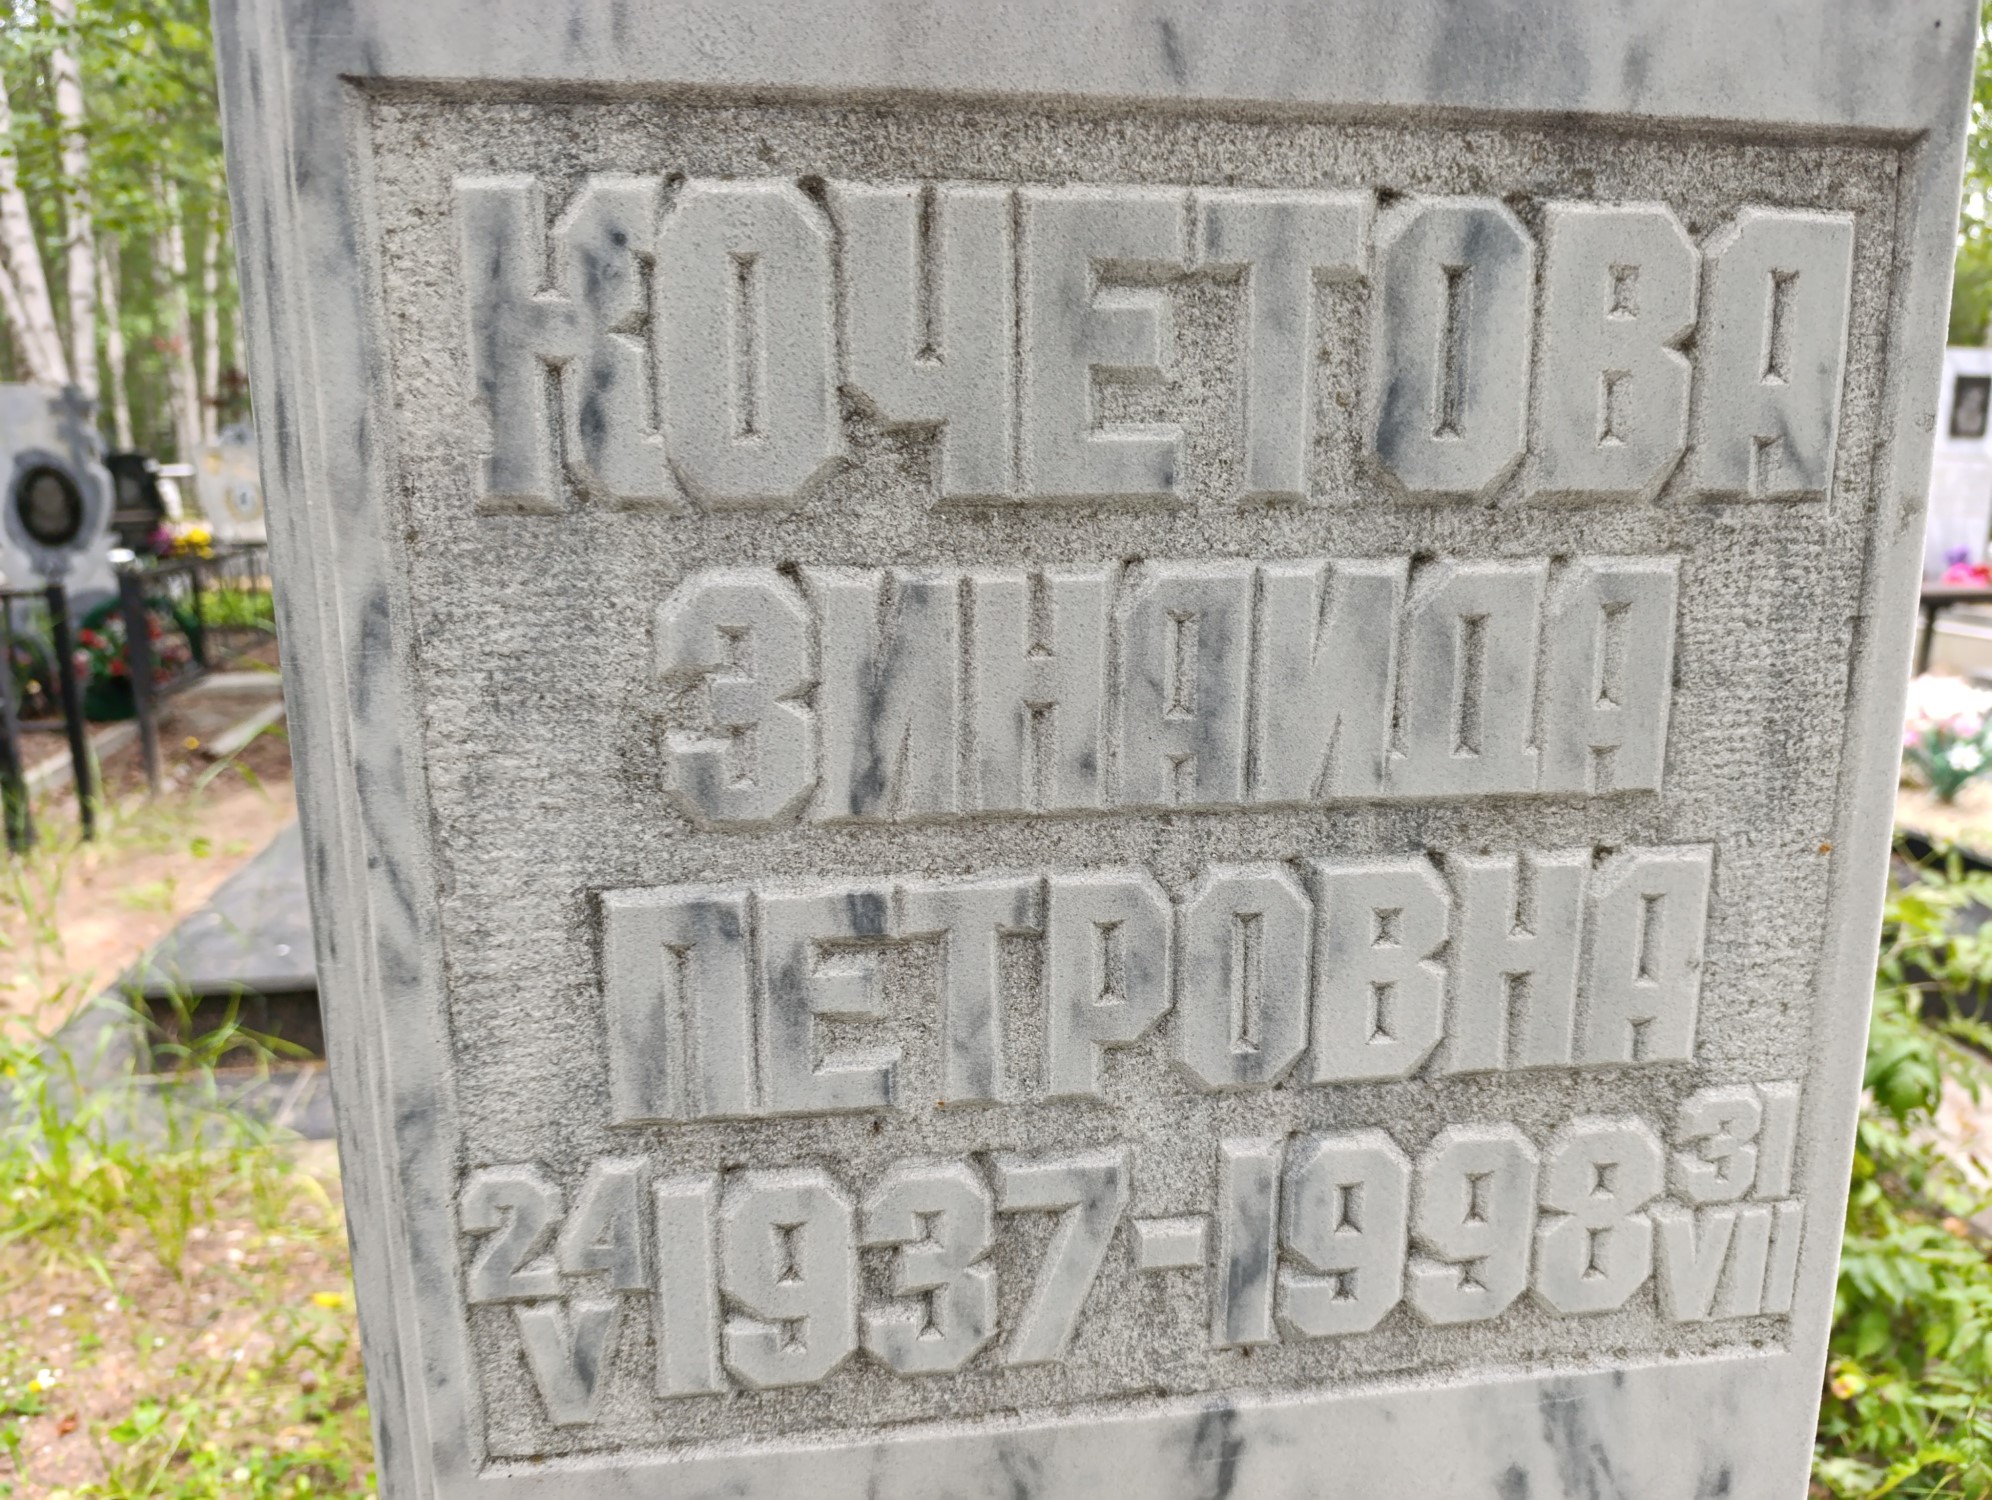 КОЧЕТОВА
ЗИНАИДА
ПЕТРОВНА
24 V 1937-1998 31 VII